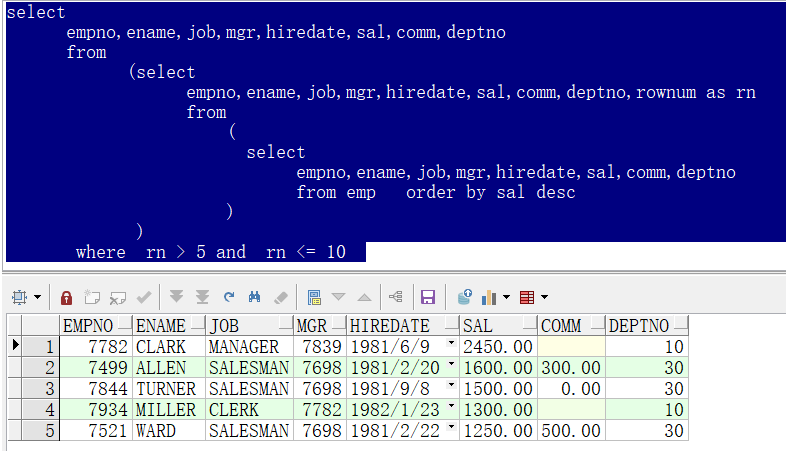 select
empno,ename,job,mgr,hiredate,sal,comm,deptno
from
(select
empno,ename,job,mgr,hiredate,sal,comm,deptno,rownum as rn
from
(
select
empno,ename,job,mgr,hiredate,sal,comm,deptno
from emp   order by sal desc
)
)
where  rn > 5 and  rn <= 10
EMPNO ENAME JOB MGR HIREDATE SAL COMM DEPTNO
1 7782 CLARK MANAGER 7839 1981/6/9 2450.00 10
2 7499 ALLEN SALESMAN 7698 1981/2/20 1600.00 300.00 30
3 7844 TURNER SALESMAN 7698 1981/9/8 1500.00 0.00 30
4 7934 MILLER CLERK 7782 1982/1/23 1300.00 10
5 7521 WARD SALESMAN 7698 1981/2/22 1250.00 500.00 30